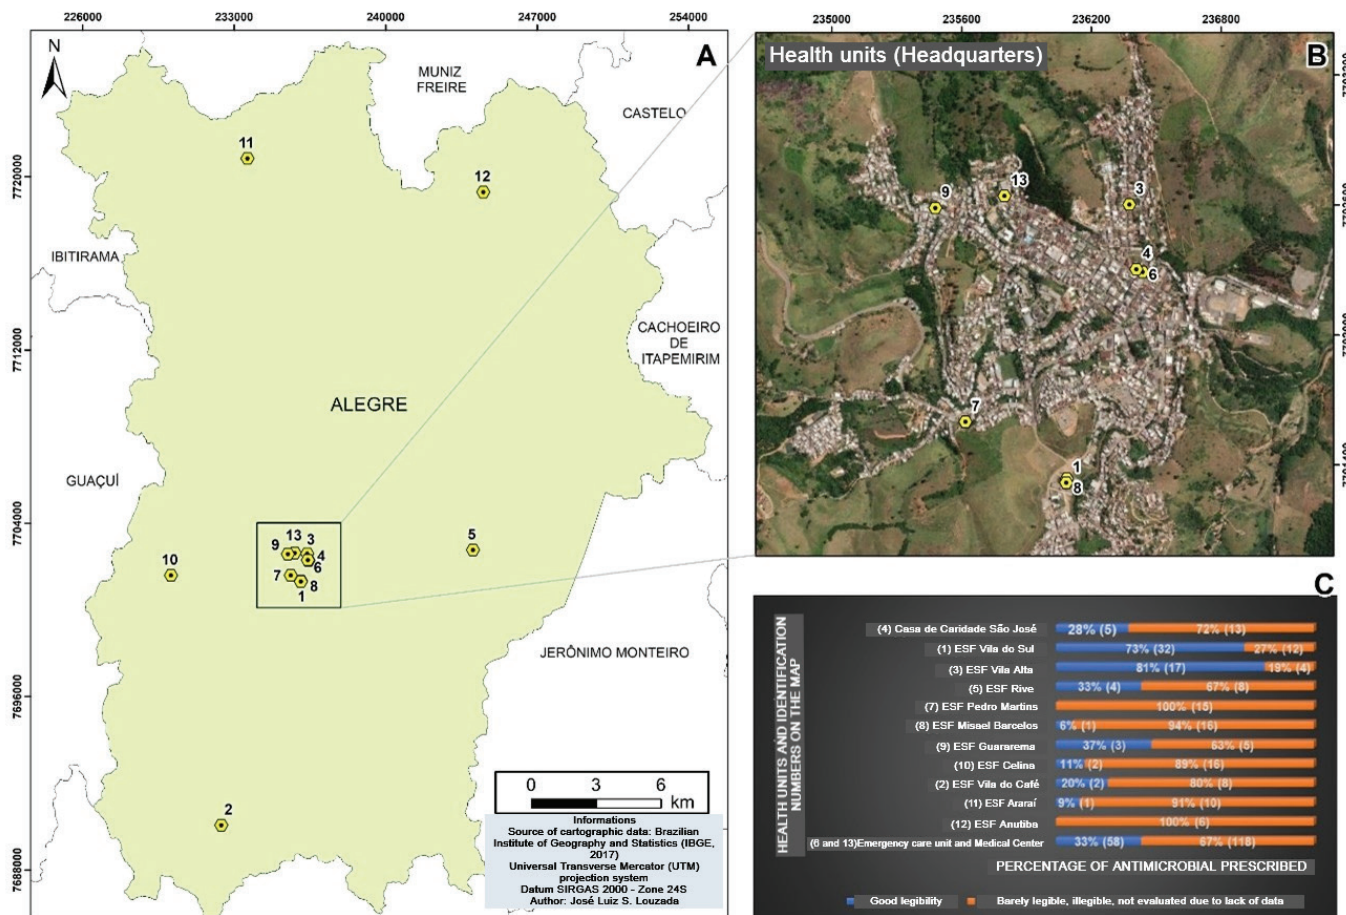 226000 233000 240000 247000 254000
235000 235600 236200 236800
N
A
MUNIZ
FREIRE
CASTELO
IBITIRAMA
CACHOEIRO
DE
ITAPEMIRIM
ALEGRE
GUAÇUÍ
JERÔNIMO MONTEIRO
7720000
7712000
7704000
7696000
7688000
11
12
5
10
9
13
3
4
6
7
8
1
2
0 3 6
km
Informations
Source of cartographic data: Brazilian
Institute of Geography and Statistics (IBGE,
2017)
Universal Transverse Mercator (UTM)
projection system
Datum SIRGAS 2000 - Zone 24S
Author: José Luiz S. Louzada
Health units (Headquarters)
B
9
13
3
4
6
7
1
8
7703200
7702600
7702000
7701400
C
HEALTH UNITS AND IDENTIFICATION
NUMBERS ON THE MAP
(4) Casa de Caridade São José 28% (5) 72% (13)
(1) ESF Vila do Sul 73% (32) 27% (12)
(3) ESF Vila Alta 81% (17) 19% (4)
(5) ESF Rive 33% (4) 67% (8)
(7) ESF Pedro Martins 100% (15)
(8) ESF Misael Barcelos 6% (1) 94% (16)
(9) ESF Guararema 37% (3) 63% (5)
(10) ESF Celina 11% (2) 89% (16)
(2) ESF Vila do Café 20% (2) 80% (8)
(11) ESF Araraí 9% (1) 91% (10)
(12) ESF Anutiba 100% (6)
(6 and 13)Emergency care unit and Medical Center 33% (58) 67% (118)
PERCENTAGE OF ANTIMICROBIAL PRESCRIBED
Good legibility Barely legible, illegible, not evaluated due to lack of data